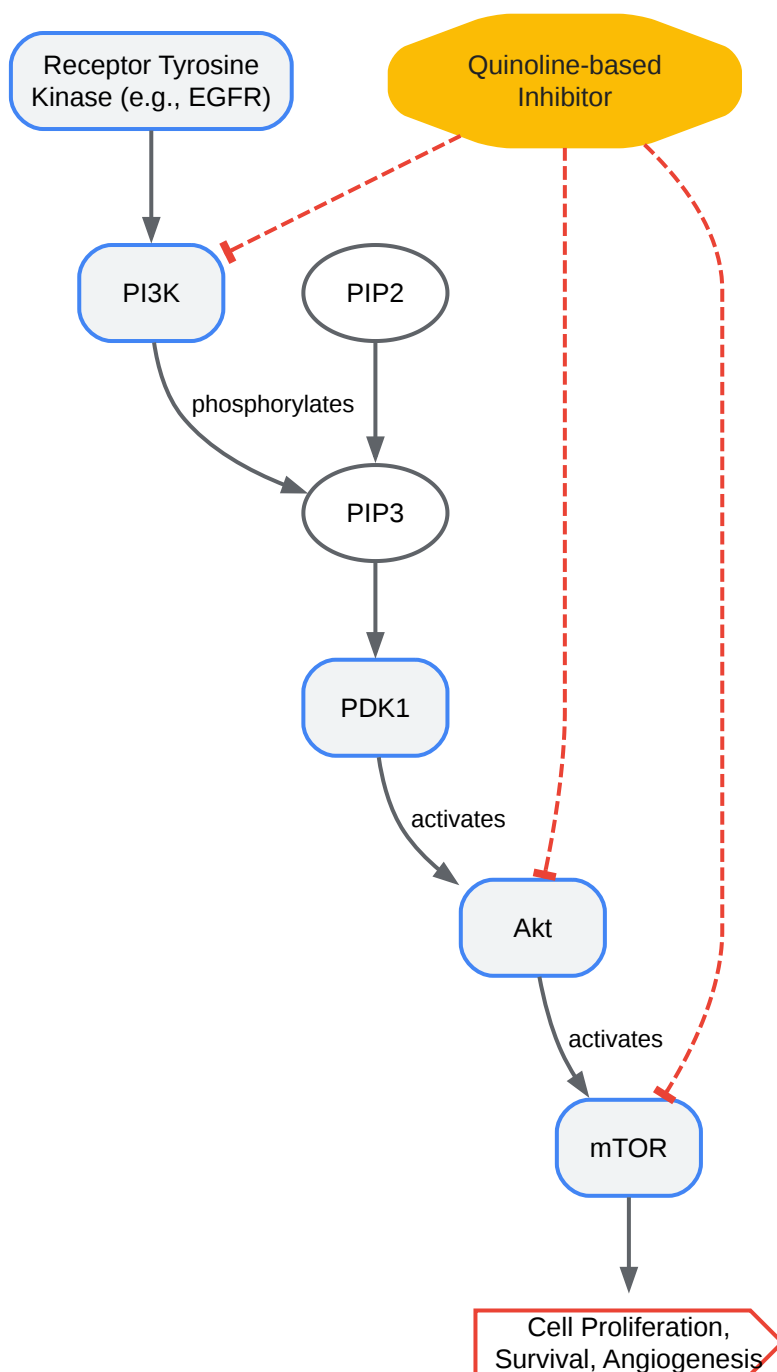 Receptor Tyrosine
Kinase (e.g., EGFR)
Quinoline-based
Inhibitor
PI3K
PIP2
phosphorylates
PIP3
PDK1
activates
Akt
activates
mTOR
Cell Proliferation,
Survival, Angiogenesis